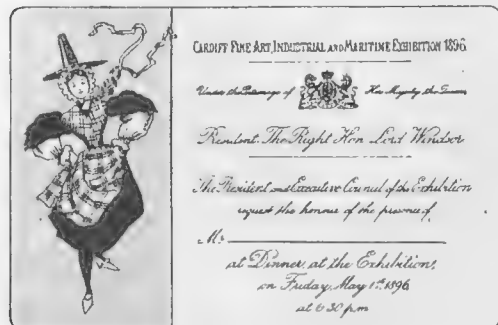 CARDIFF FINE ART, INDUSTRIAL AND MARITIME EXHIBITION 1896.
Under the Patronage of Her Majesty the Queen
President, The Right Hon Lord Windsor
The President and Executive Council of the Exhibition
request the honour of the presence of
Mr.
at Dinner, at the Exhibition,
on Friday, May 1st, 1896
at 6 30 p.m